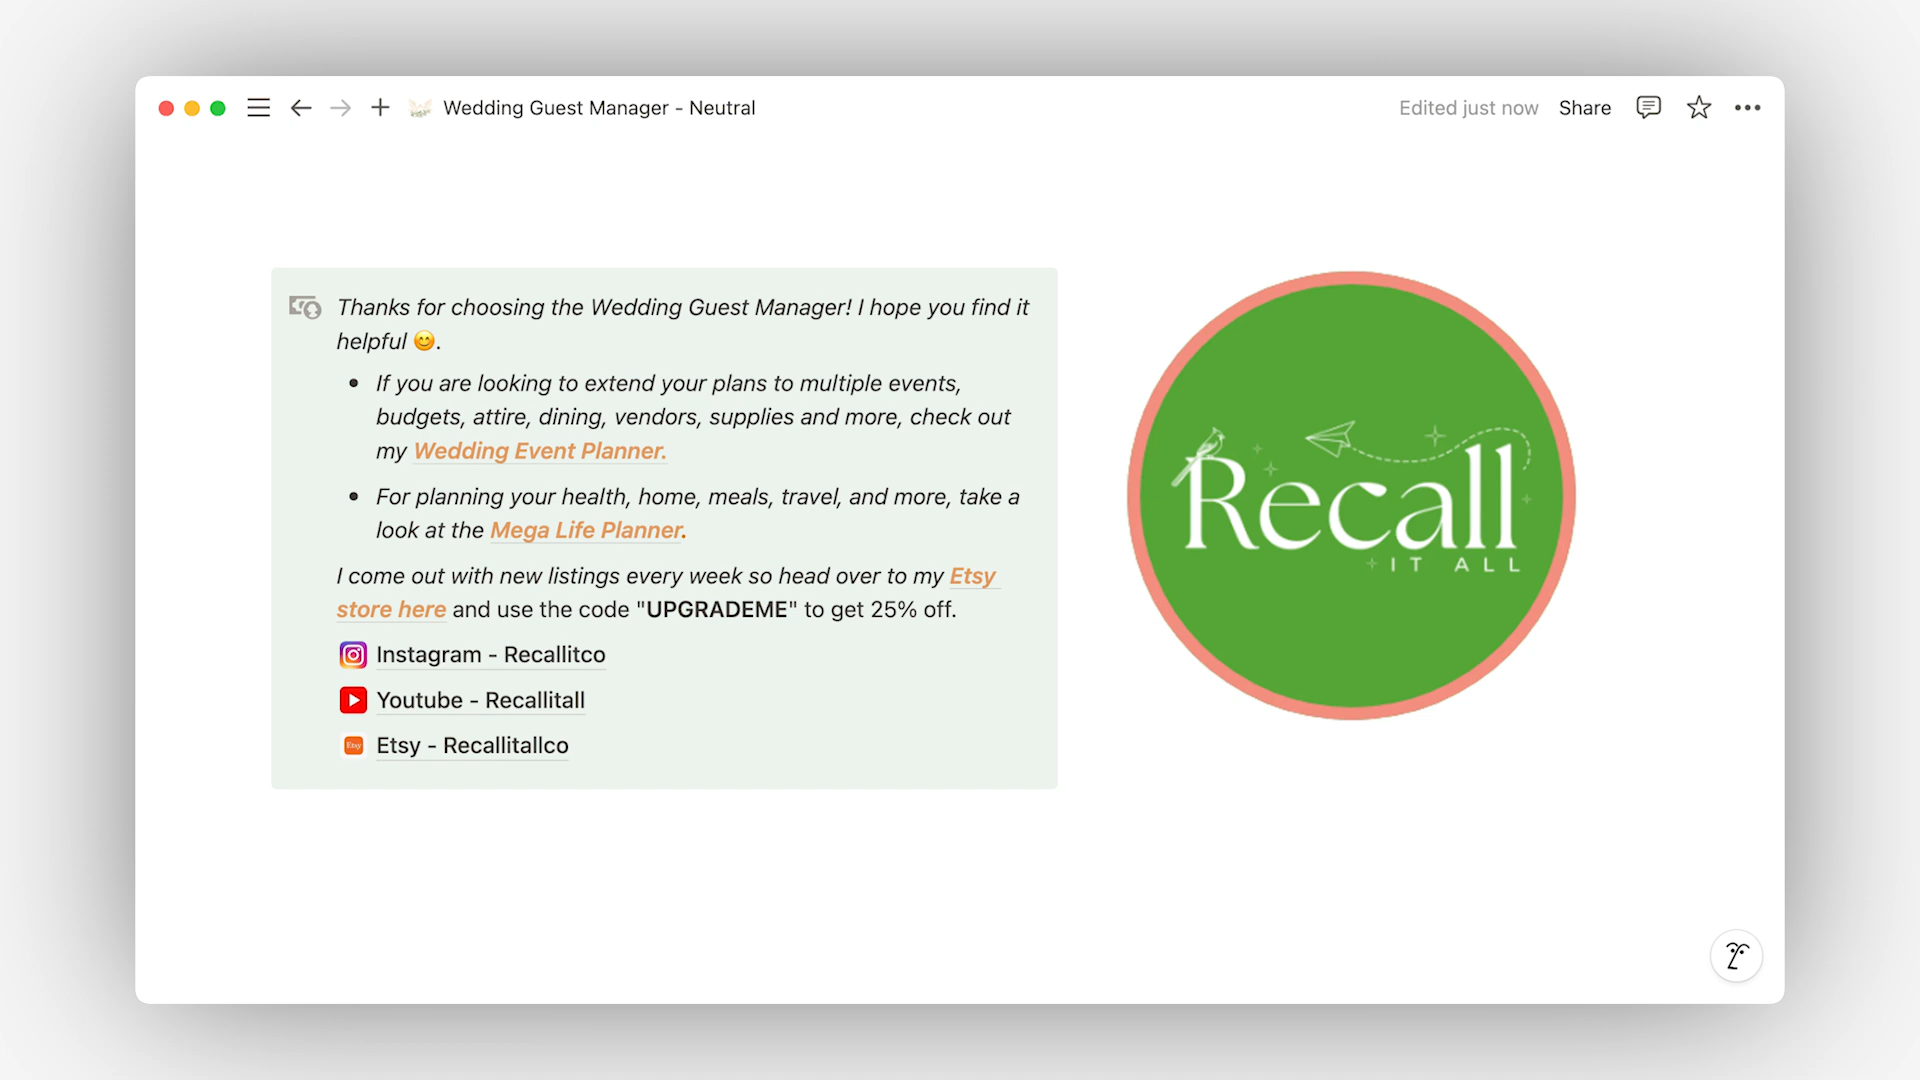 Wedding Guest Manager - Neutral
Edited just now
Share
Thanks for choosing the Wedding Guest Manager! I hope you find it
helpful 😊.
• If you are looking to extend your plans to multiple events,
budgets, attire, dining, vendors, supplies and more, check out
my Wedding Event Planner.
• For planning your health, home, meals, travel, and more, take a
look at the Mega Life Planner.
I come out with new listings every week so head over to my Etsy
store here and use the code "UPGRADEME" to get 25% off.
Instagram - Recallitco
Youtube - Recallitall
Etsy
Etsy - Recallitallco
Recall
IT ALL